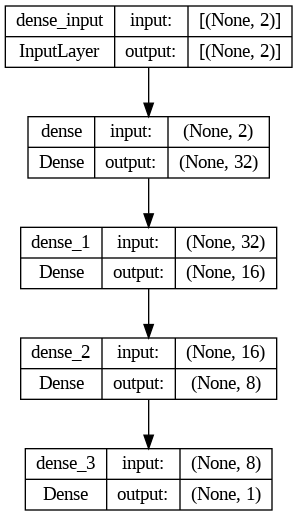 dense_input input: [(None, 2)]
InputLayer output: [(None, 2)]
dense input: (None, 2)
Dense output: (None, 32)
dense_1 input: (None, 32)
Dense output: (None, 16)
dense_2 input: (None, 16)
Dense output: (None, 8)
dense_3 input: (None, 8)
Dense output: (None, 1)